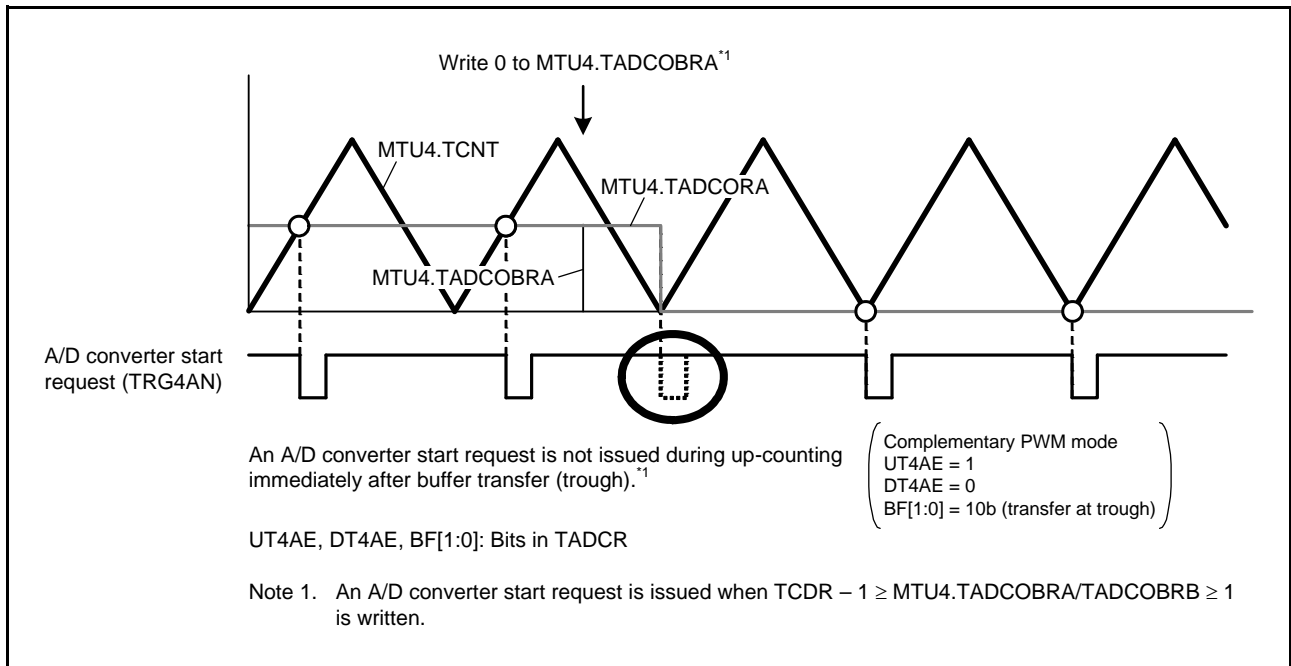 Write 0 to MTU4.TADCOBRA*1
MTU4.TCNT
MTU4.TADCORA
MTU4.TADCOBRA
A/D converter start
request (TRG4AN)
An A/D converter start request is not issued during up-counting
immediately after buffer transfer (trough).*1
Complementary PWM mode
UT4AE = 1
DT4AE = 0
BF[1:0] = 10b (transfer at trough)
UT4AE, DT4AE, BF[1:0]: Bits in TADCR
Note 1. An A/D converter start request is issued when TCDR – 1 ≥ MTU4.TADCOBRA/TADCOBRB ≥ 1
is written.